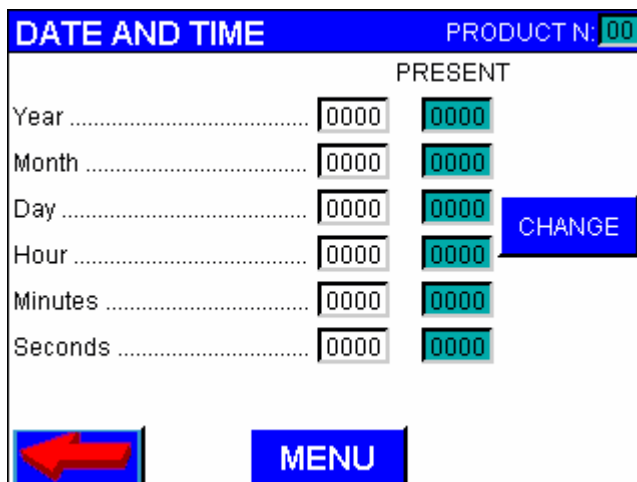 DATE AND TIME PRODUCT N: 00
PRESENT
Year .................................... 0000 0000
Month .................................. 0000 0000
Day ..................................... 0000 0000
CHANGE
Hour ................................... 0000 0000
Minutes ............................... 0000 0000
Seconds ............................. 0000 0000
MENU